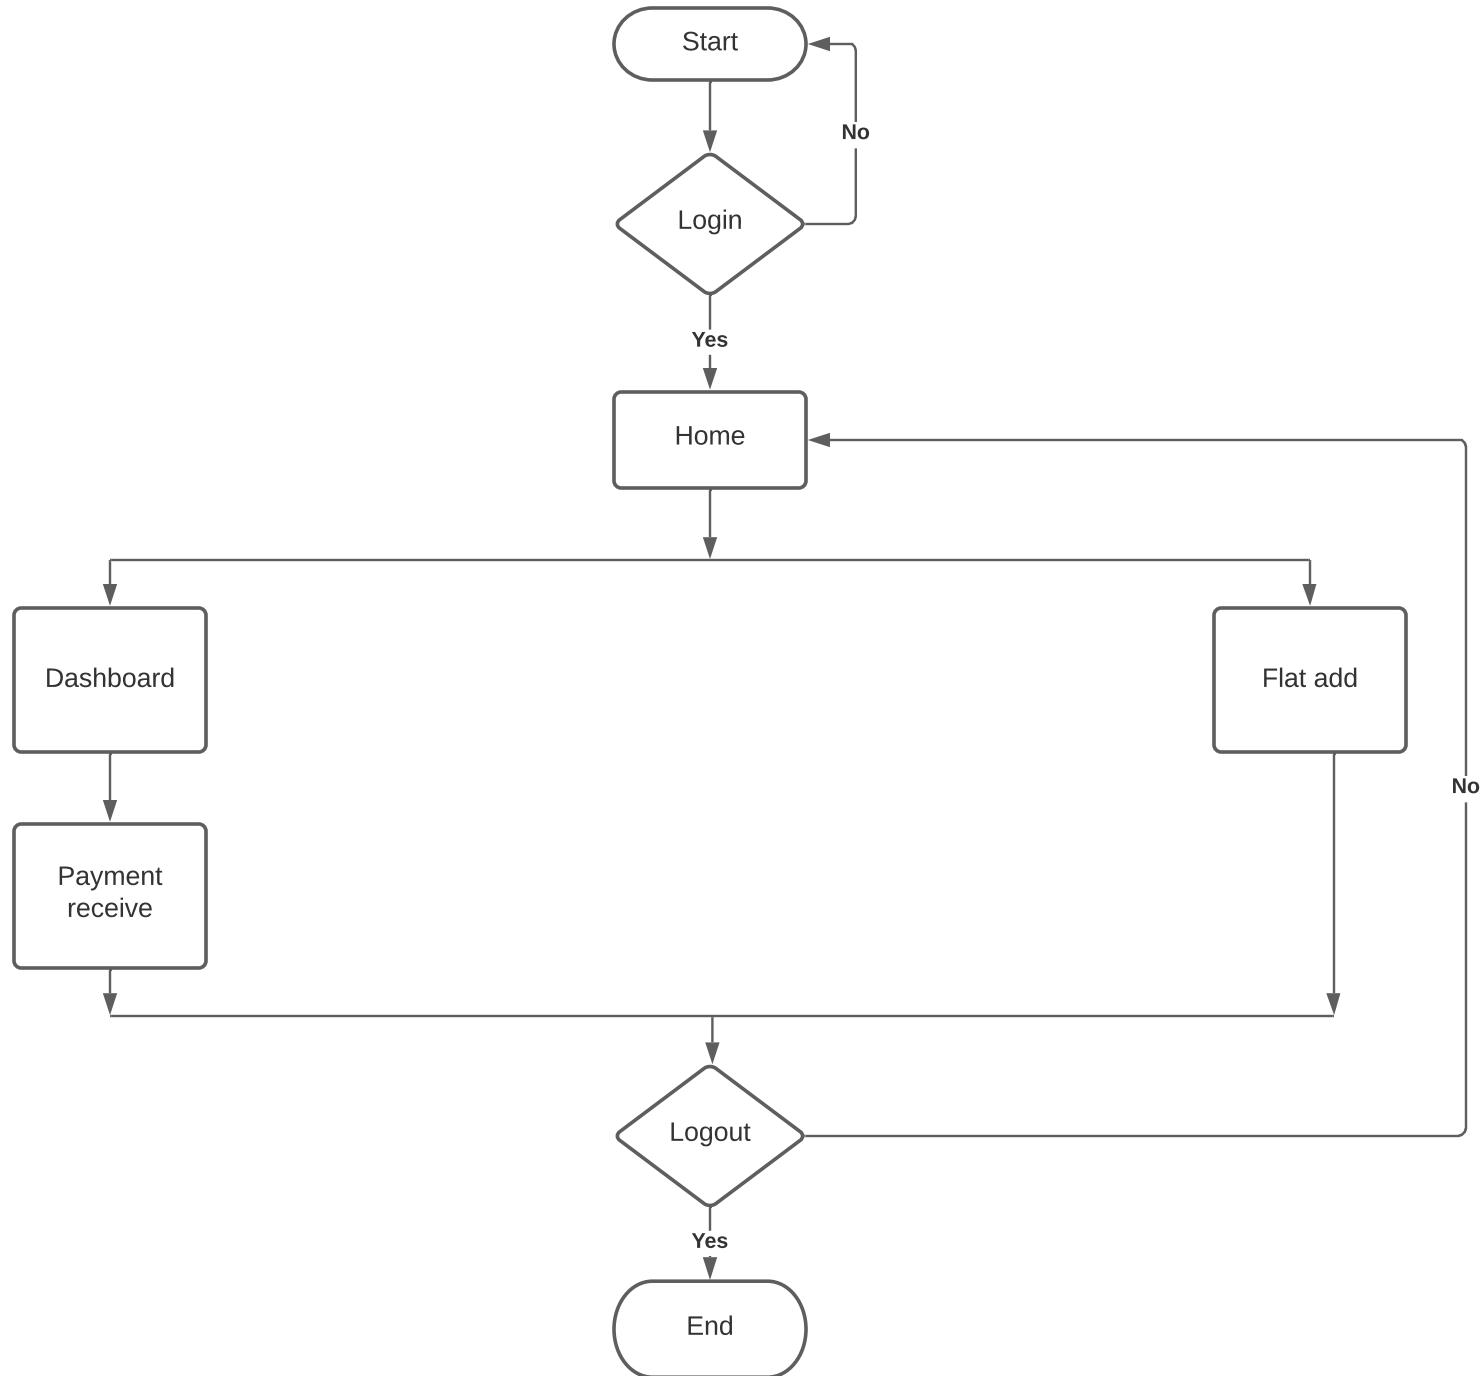 Start
No
Login
Yes
Home
Dashboard
Flat add
No
Payment
receive
Logout
Yes
End